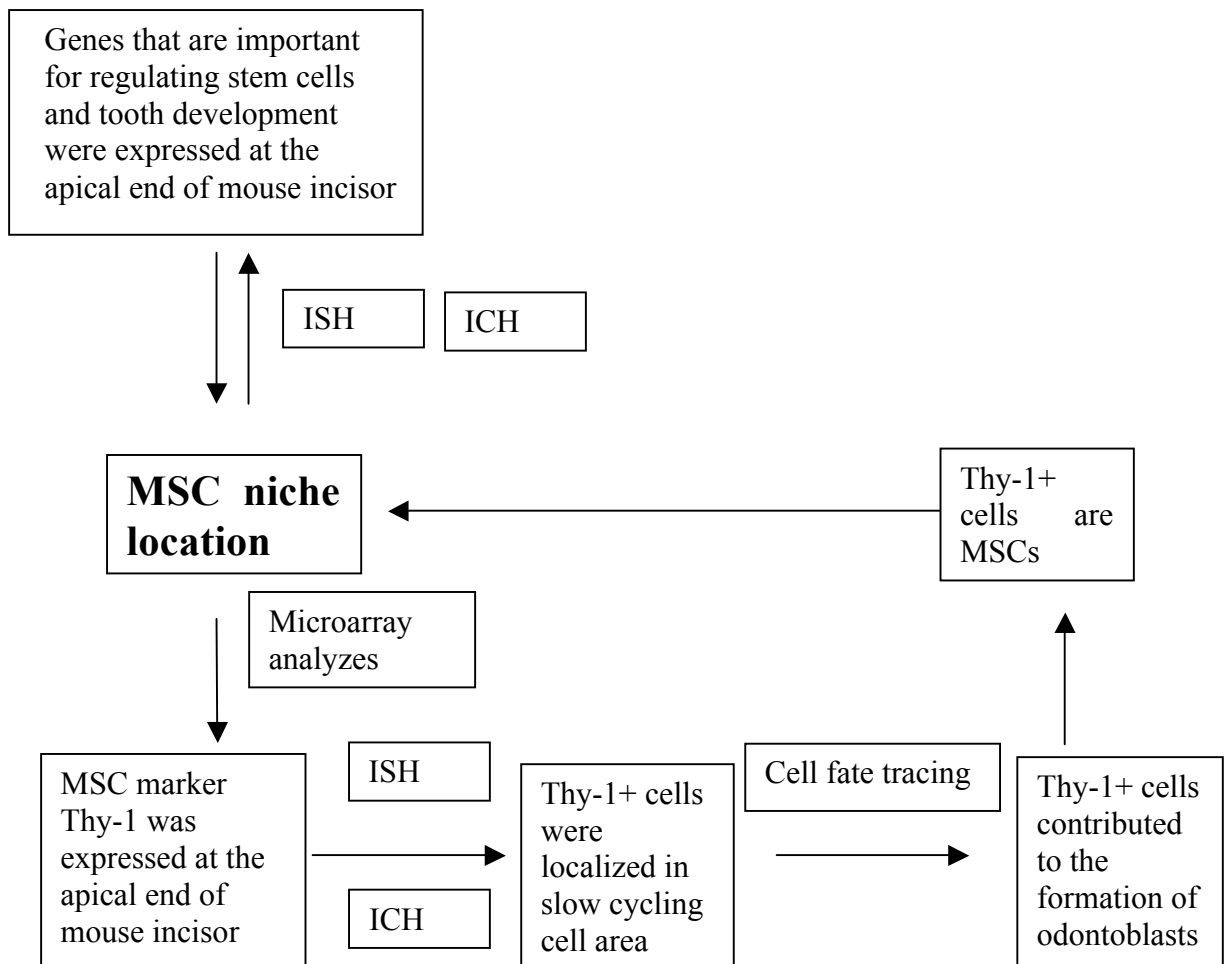 Genes that are important
for regulating stem cells
and tooth development
were expressed at the
apical end of mouse incisor
ISH
ICH
MSC niche
location
Thy-1+
cells are
MSCs
Microarray
analyzes
MSC marker
Thy-1 was
expressed at the
apical end of
mouse incisor
ISH
ICH
Thy-1+ cells
were
localized in
slow cycling
cell area
Cell fate tracing
Thy-1+ cells
contributed
to the
formation of
odontoblasts